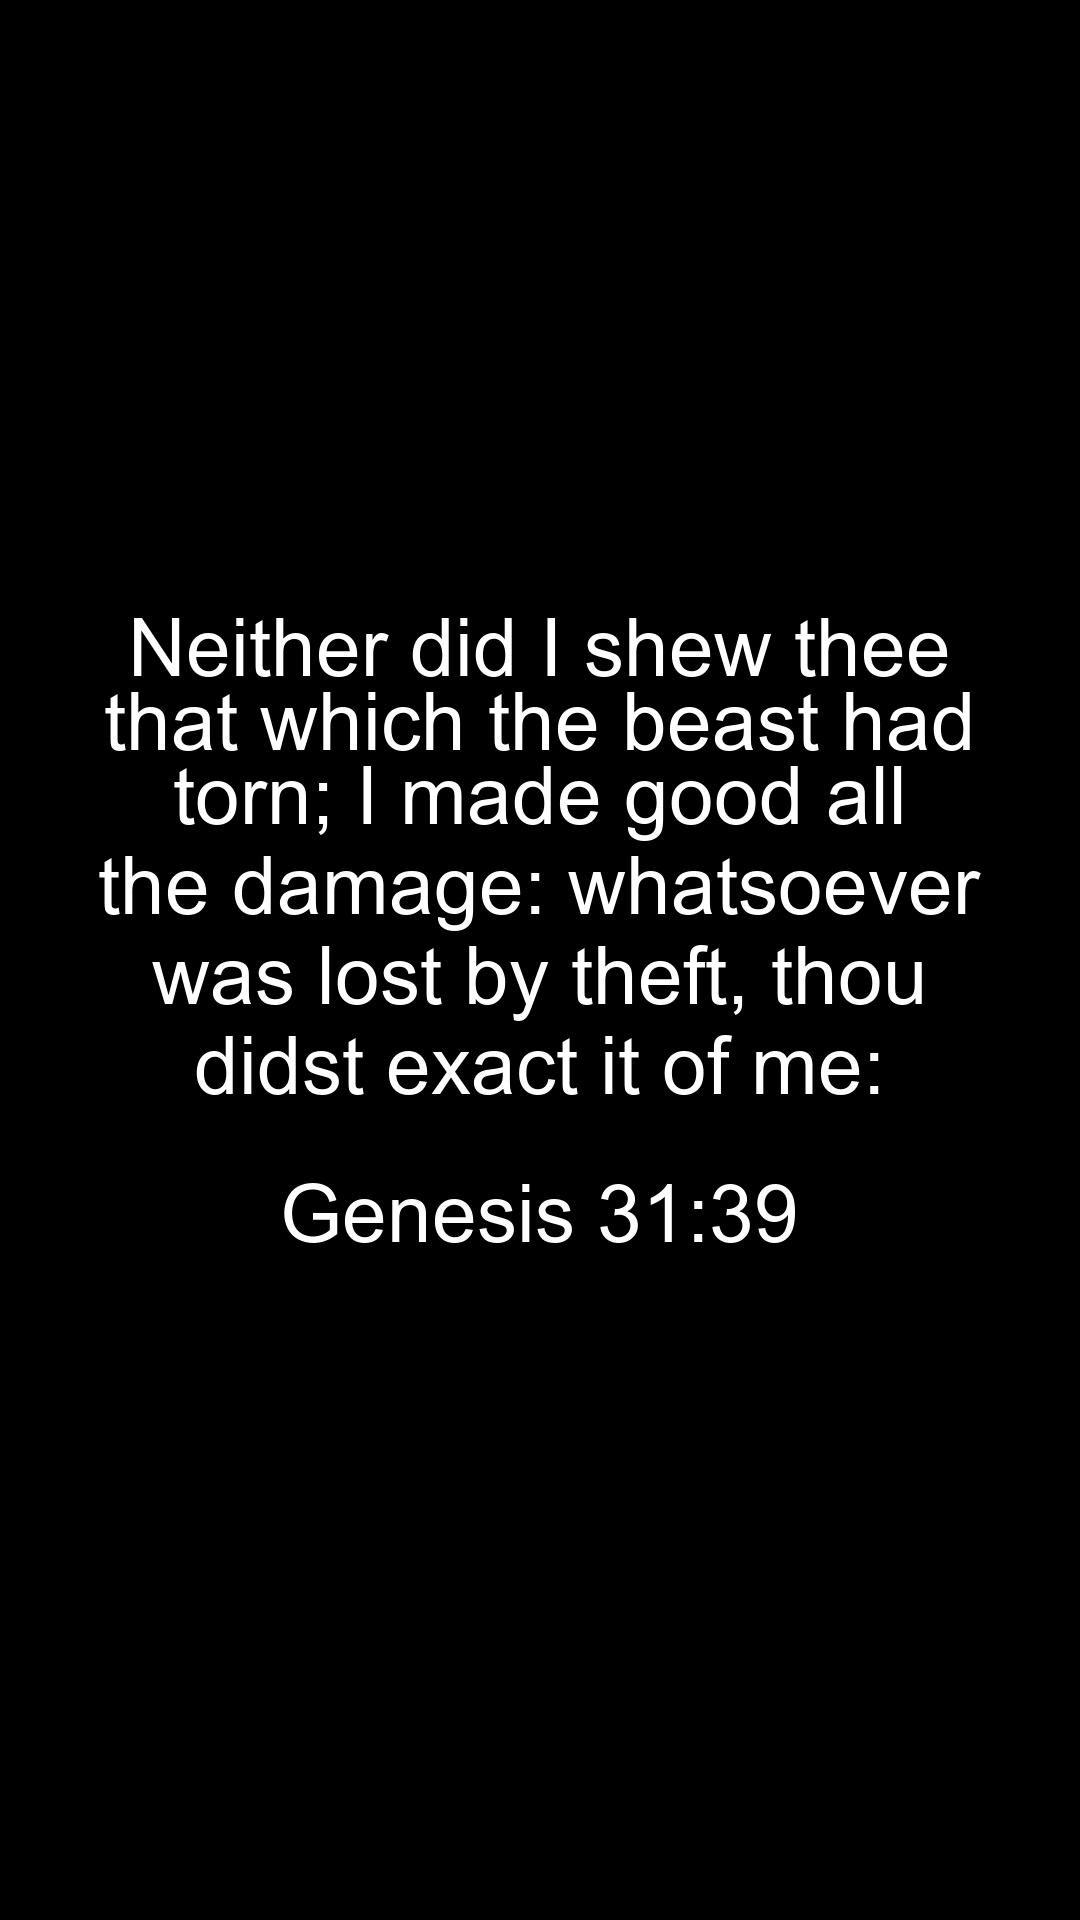 Neither did I shew thee
that which the beast had
torn; I made good all
the damage: whatsoever
was lost by theft, thou
didst exact it of me:
Genesis 31:39